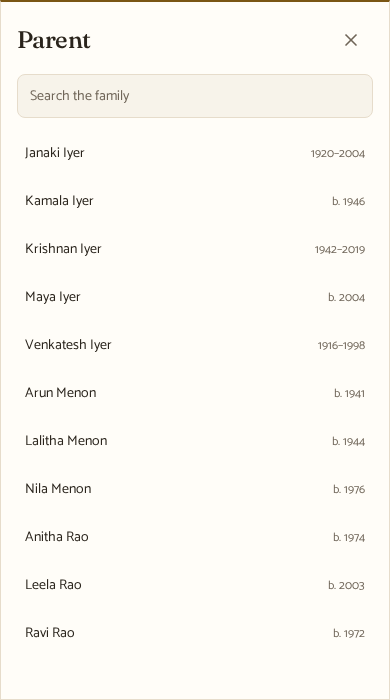 Parent
Search the family
Janaki Iyer 1920–2004
Kamala Iyer b. 1946
Krishnan Iyer 1942–2019
Maya Iyer b. 2004
Venkatesh Iyer 1916–1998
Arun Menon b. 1941
Lalitha Menon b. 1944
Nila Menon b. 1976
Anitha Rao b. 1974
Leela Rao b. 2003
Ravi Rao b. 1972